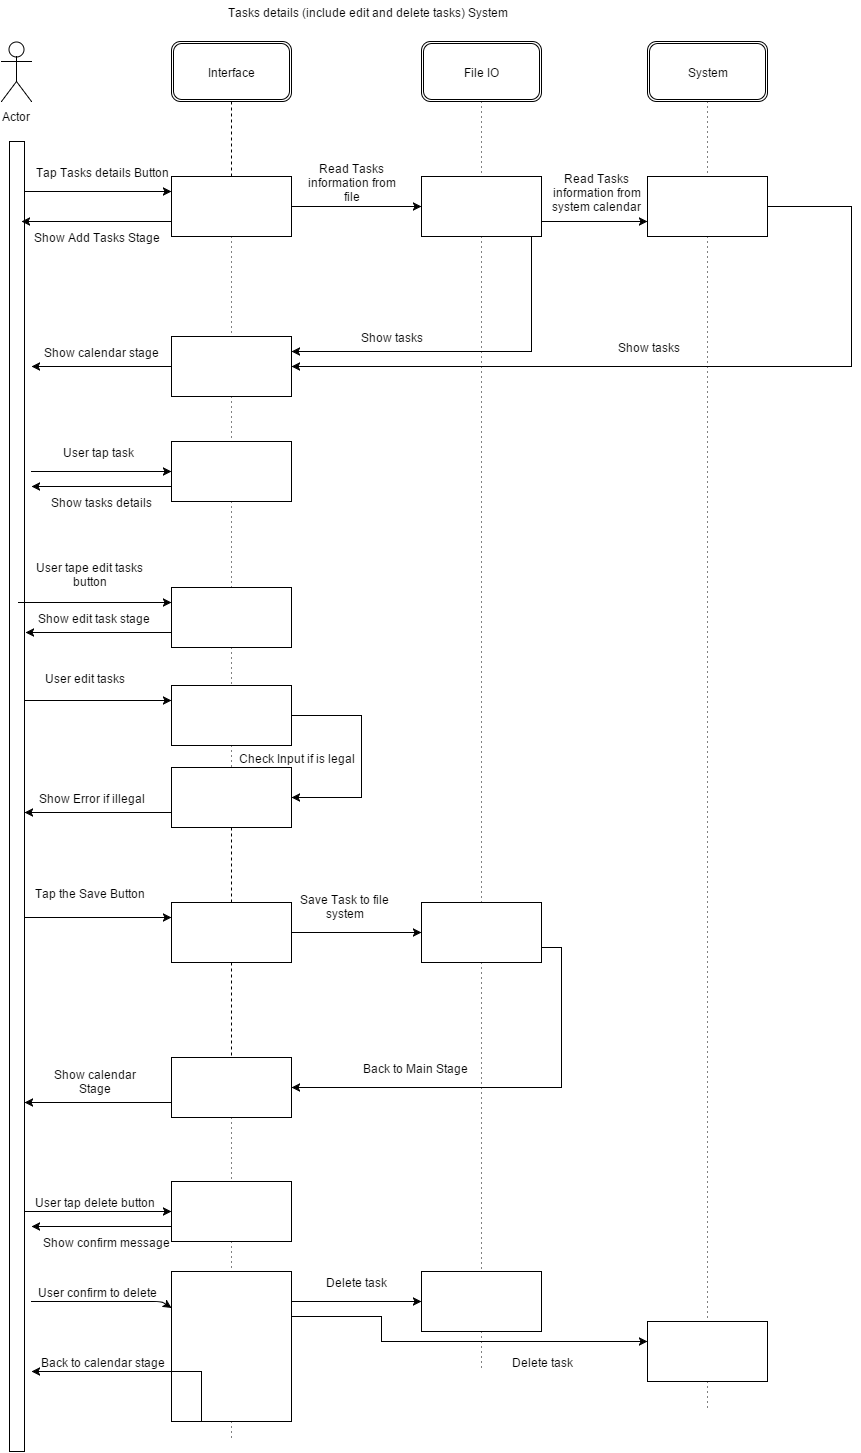 Tasks details (include edit and delete tasks) System
Interface
File IO
System
Actor
Tap Tasks details Button
Read Tasks
information from
file
Read Tasks
information from
system calendar
Show Add Tasks Stage
Show tasks
Show tasks
Show calendar stage
User tap task
Show tasks details
User tape edit tasks
button
Show edit task stage
User edit tasks
Check Input if is legal
Show Error if illegal
Tap the Save Button
Save Task to file
system
Back to Main Stage
Show calendar
Stage
User tap delete button
Show confirm message
User confirm to delete
Delete task
Back to calendar stage
Delete task